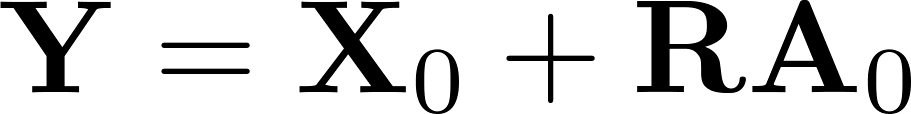 Y = X₀ + RA₀